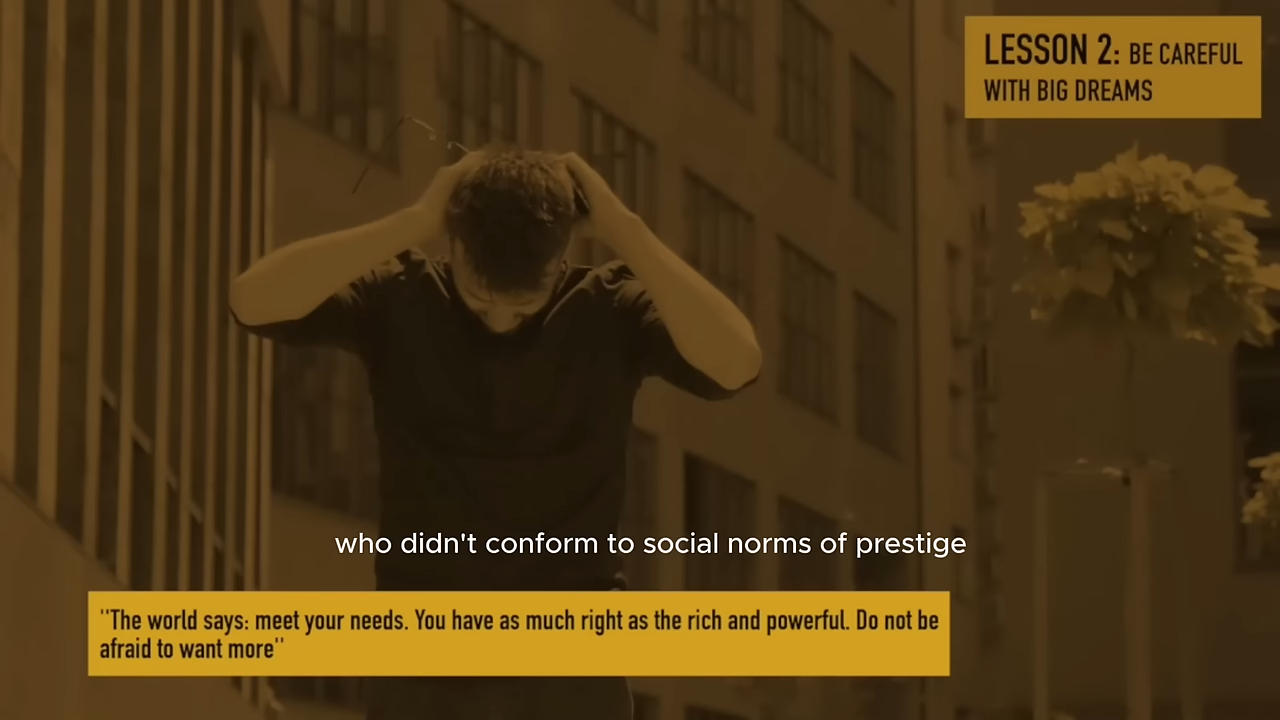 LESSON 2: BE CAREFUL
WITH BIG DREAMS
who didn't conform to social norms of prestige
''The world says: meet your needs. You have as much right as the rich and powerful. Do not be
afraid to want more''